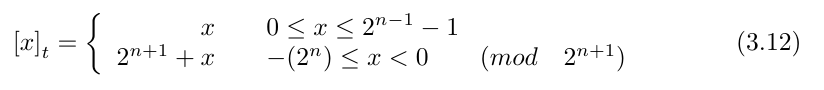 [x]_t = { x 0 ≤ x ≤ 2^{n−1} − 1
2^{n+1} + x −(2^n) ≤ x < 0 (mod 2^{n+1}) (3.12)